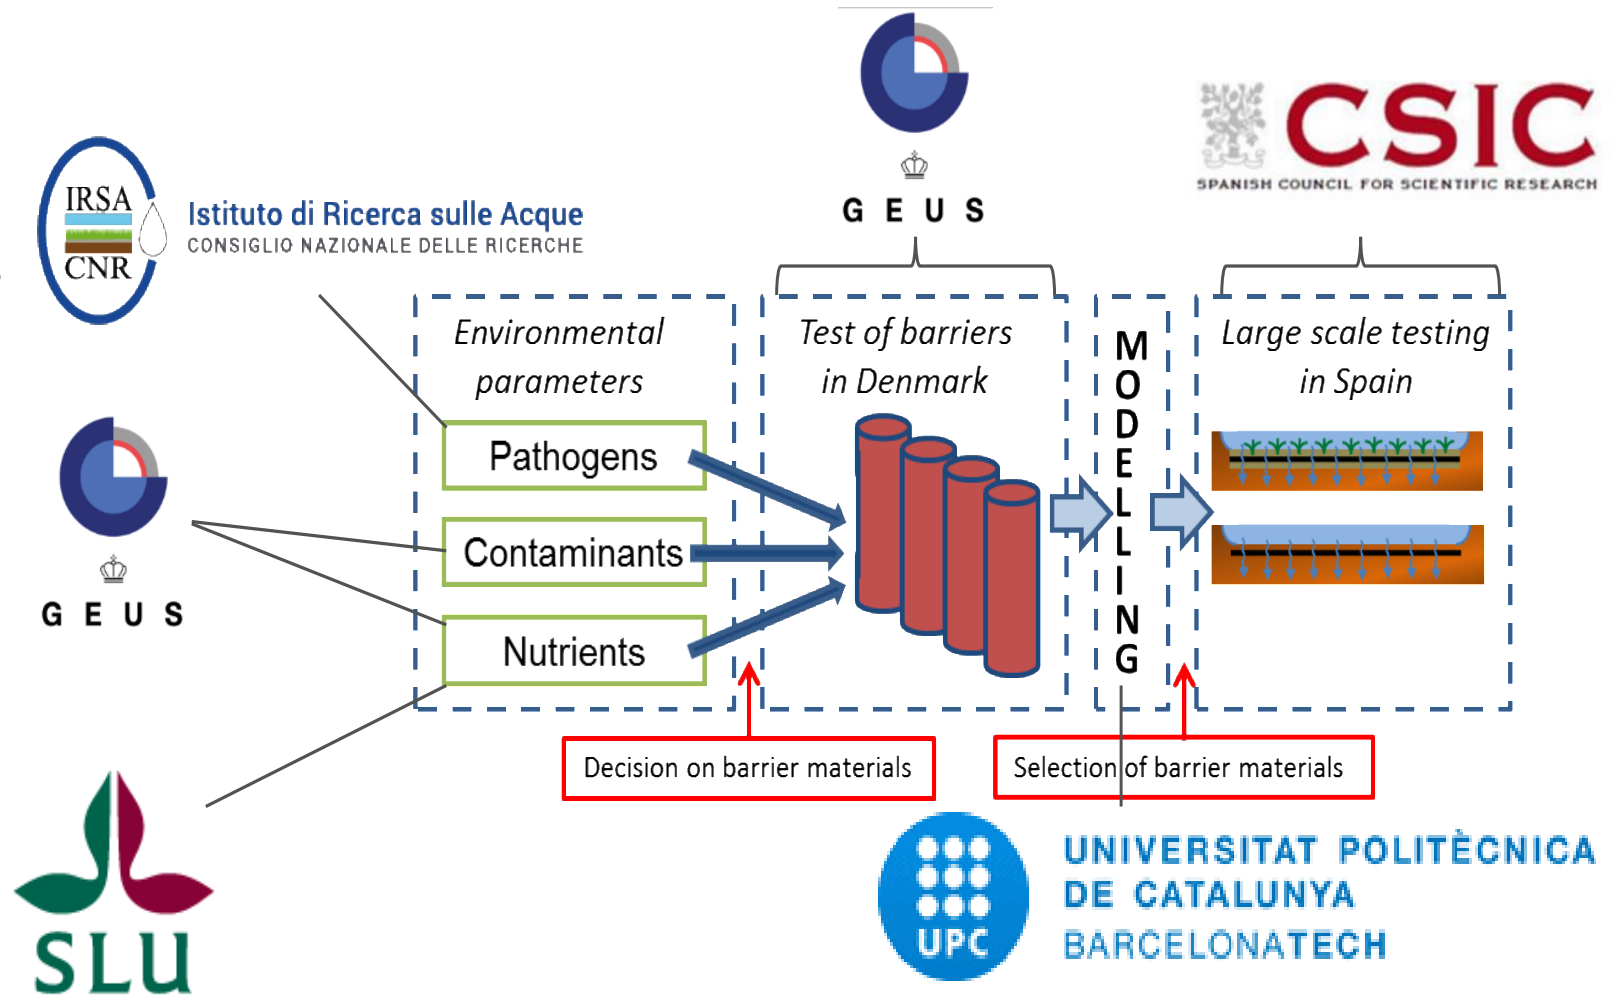 GEUS
CSIC
SPANISH COUNCIL FOR SCIENTIFIC RESEARCH
IRSA
CNR
Istituto di Ricerca sulle Acque
CONSIGLIO NAZIONALE DELLE RICERCHE
GEUS
Environmental
parameters
Pathogens
Contaminants
Nutrients
Test of barriers
in Denmark
MODELLING
Large scale testing
in Spain
Decision on barrier materials
Selection of barrier materials
SLU
UPC
UNIVERSITAT POLITÈCNICA
DE CATALUNYA
BARCELONATECH